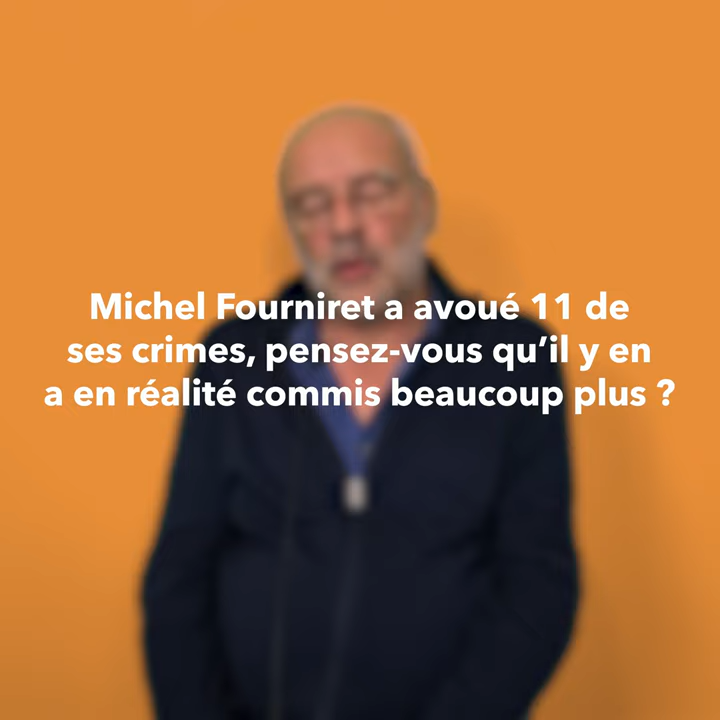 Michel Fourniret a avoué 11 de
ses crimes, pensez-vous qu’il y en
a en réalité commis beaucoup plus ?